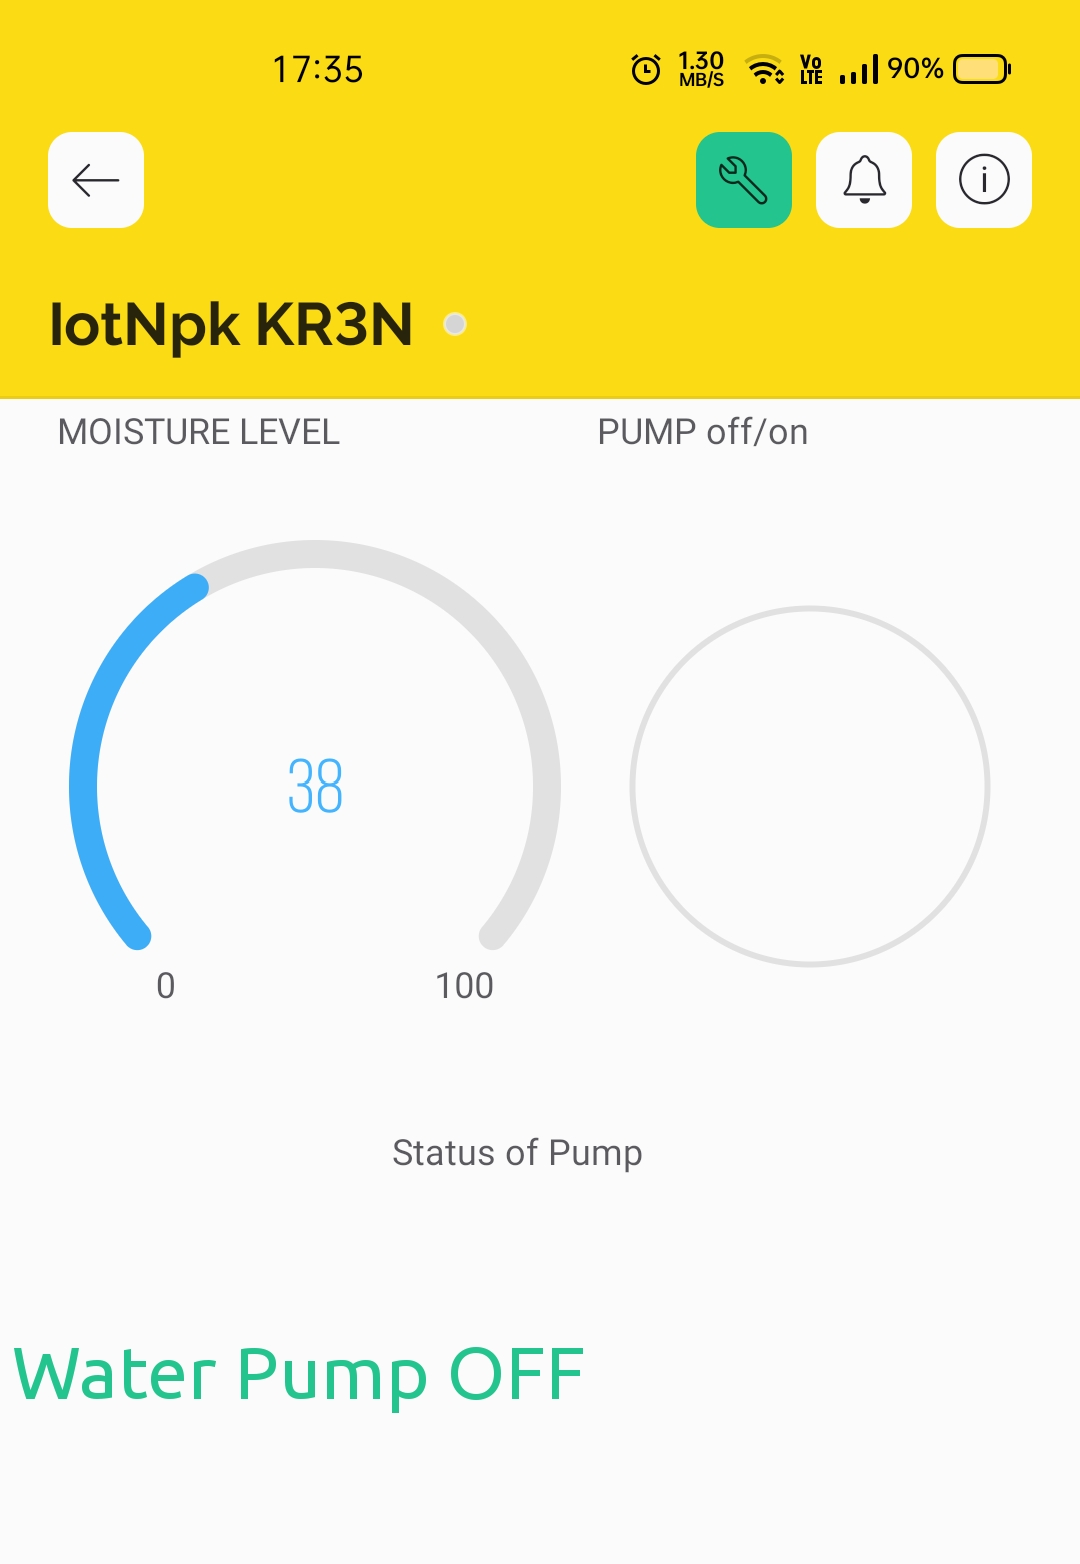 17:35 1.30 MB/S Vo LTE 90%
IotNpk KR3N
MOISTURE LEVEL PUMP off/on
38
0 100
Status of Pump
Water Pump OFF